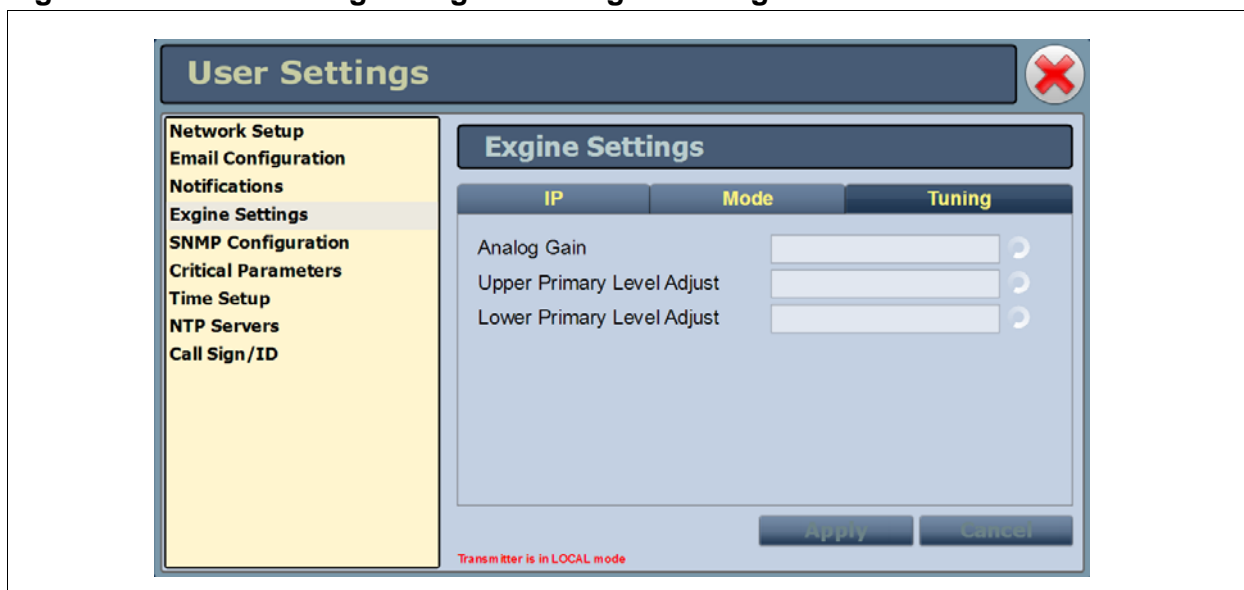 User Settings
Network Setup
Email Configuration
Notifications
Exgine Settings
SNMP Configuration
Critical Parameters
Time Setup
NTP Servers
Call Sign/ID
Exgine Settings
IP Mode Tuning
Analog Gain
Upper Primary Level Adjust
Lower Primary Level Adjust
Apply Cancel
Transmitter is in LOCAL mode